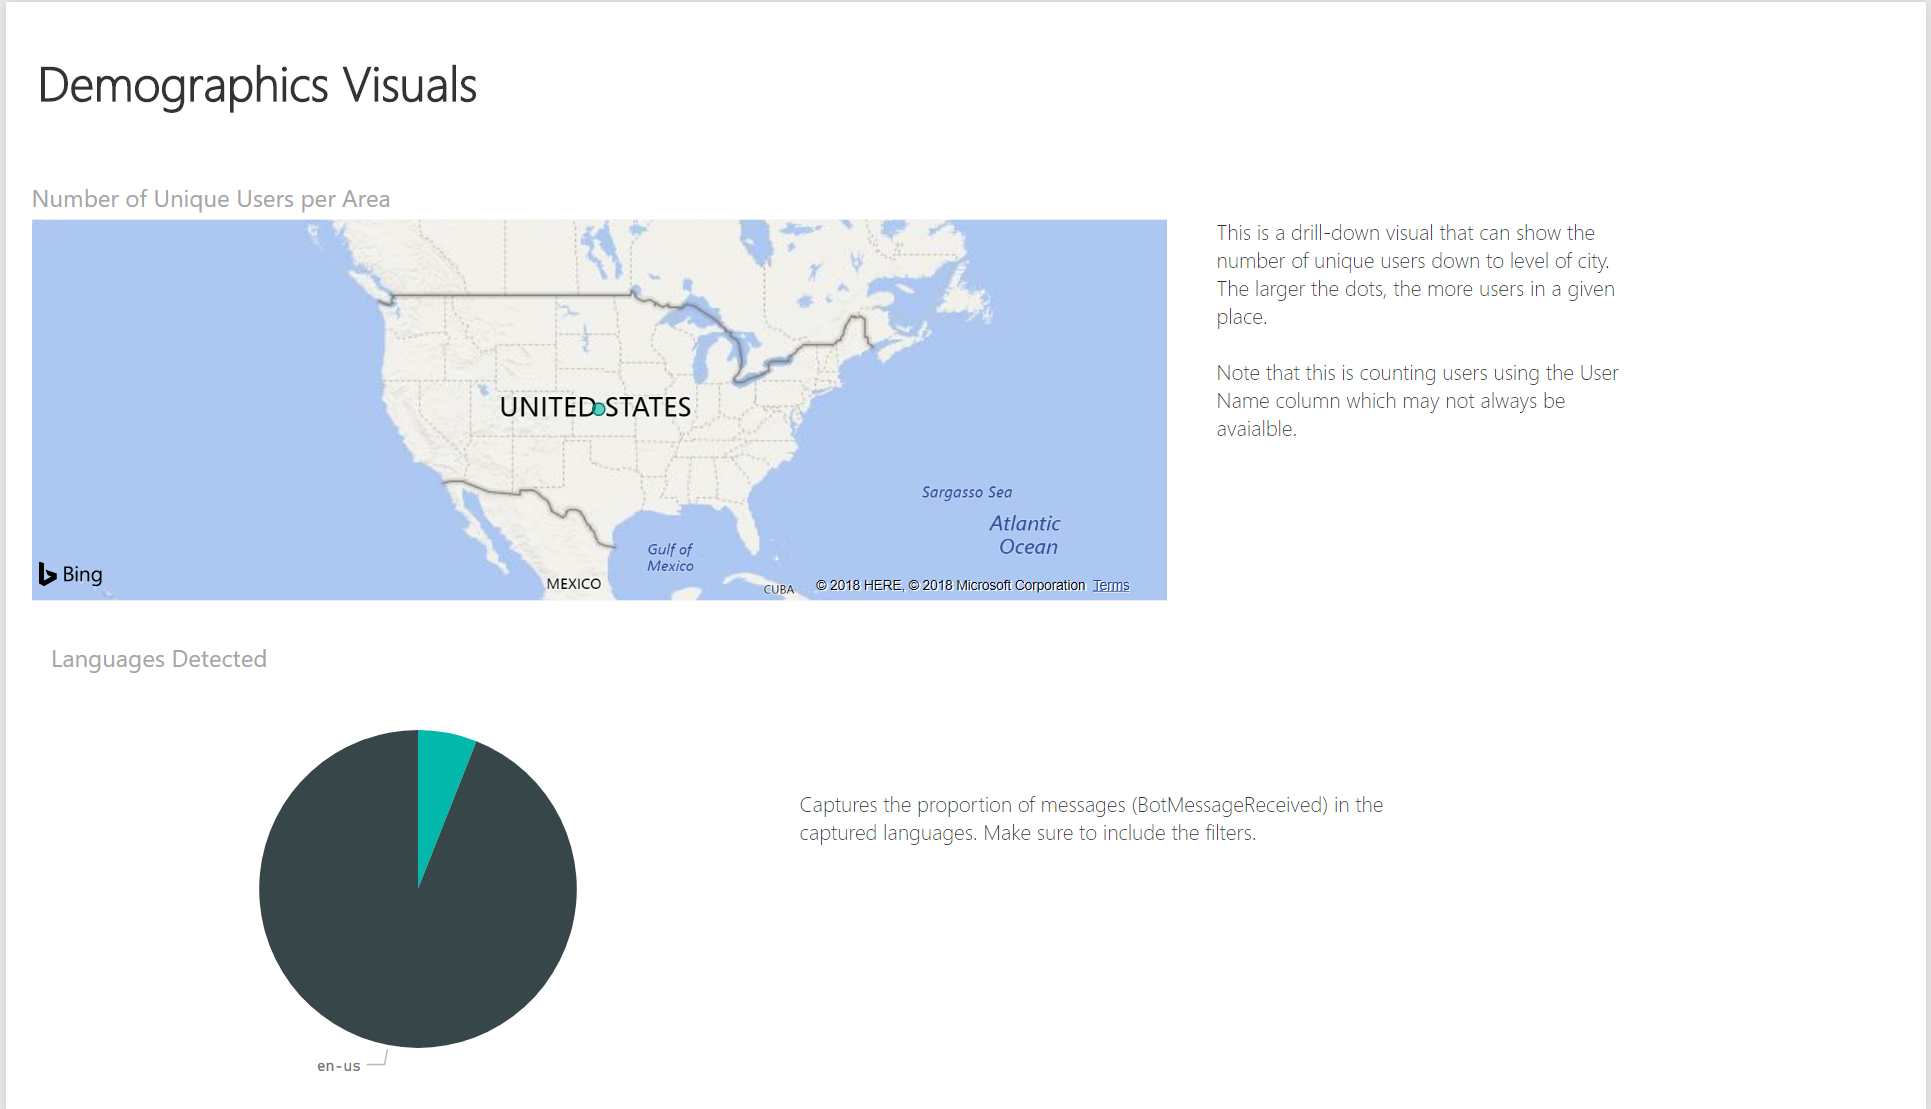 Demographics Visuals
Number of Unique Users per Area
UNITED STATES
Sargasso Sea
Atlantic
Ocean
Gulf of
Mexico
MEXICO
CUBA
Bing
© 2018 HERE, © 2018 Microsoft Corporation Terms
This is a drill-down visual that can show the
number of unique users down to level of city.
The larger the dots, the more users in a given
place.
Note that this is counting users using the User
Name column which may not always be
avaialble.
Languages Detected
en-us
Captures the proportion of messages (BotMessageReceived) in the
captured languages. Make sure to include the filters.